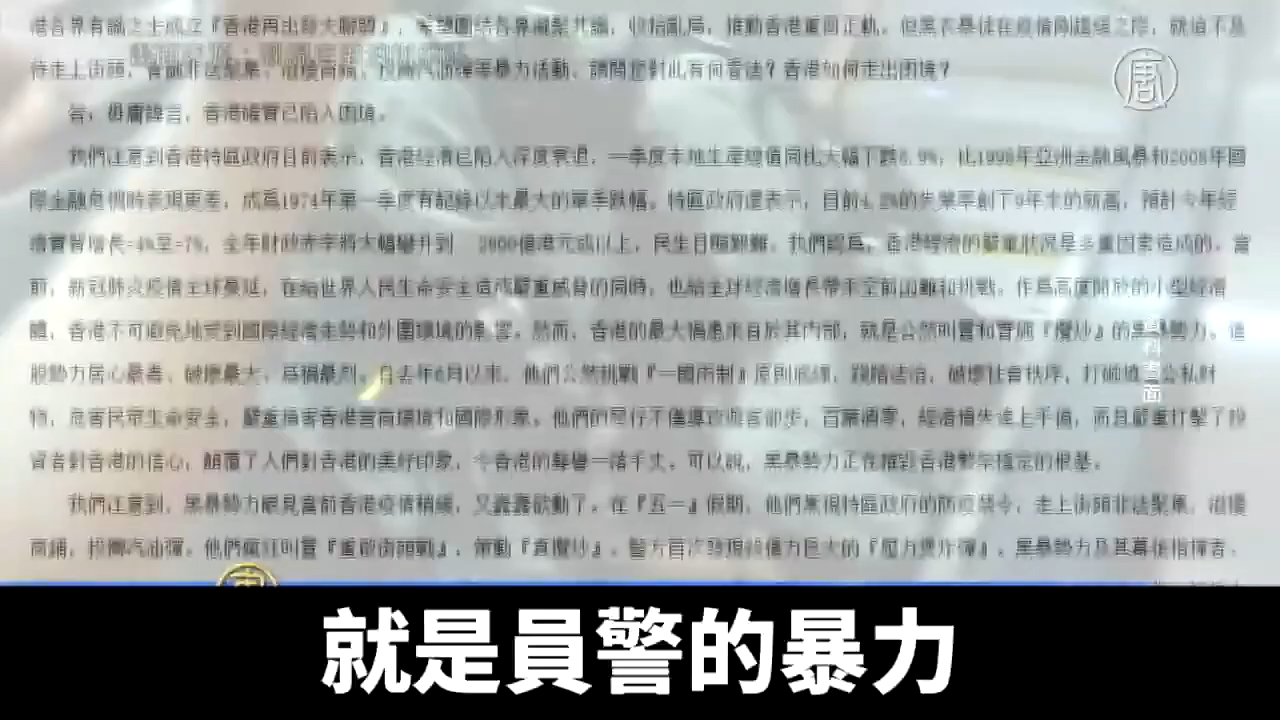 港各界有識之士成立『香港再出發大聯盟』，希望團結各界凝聚共識，收拾亂局，推動香港重回正軌，但黑衣暴徒在疫情剛趨緩之際，就迫不及
待走上街頭，實施非法聚集、堵塞商鋪、投擲汽油彈等暴力活動，請問您對此有何看法？香港如何走出困境？
答：毋庸諱言，香港確實已陷入困境。
我們注意到香港特區政府日前表示，香港經濟已陷入深度衰退，一季度本地生產總值同比大幅下跌8.9%，比1998年亞洲金融風暴和2008年國
際金融危機時表現更差，成爲1974年第一季度有記錄以來最大的單季跌幅。特區政府還表示，目前4.2%的失業率創下9年來的新高，預計今年經
濟實質增長-4%至-7%，全年財政赤字將大幅攀升到 2800億港元或以上，民生日趨艱難。我們認爲，香港經濟的嚴重狀況是多重因素造成的。當
前，新冠肺炎疫情全球蔓延，在給世界人民生命安全造成嚴重威脅的同時，也給全球經濟增長帶來空前困難和挑戰。作爲高度開放的小型經濟
體，香港不可避免地受到國際經濟走勢和外圍環境的影響。然而，香港的最大禍患來自於其內部，就是公然叫囂和實施『攬炒』的黑暴勢力。這
股勢力居心最毒、破壞最大、爲禍最烈。自去年6月以來，他們公然挑戰『一國兩制』原則底線，踐踏法治，破壞社會秩序，打砸燒 公私財
物，危害民眾生命安全，嚴重損害香港營商環境和國際形象。他們的惡行不僅導致遊客卻步，百業凋零，經濟損失達上千億，而且嚴重打擊了投
資者對香港的信心，顛覆了人們對香港的美好印象，令香港的聲譽一落千丈。可以說，黑暴勢力正在摧毀香港繁榮穩定的根基。
我們注意到，黑暴勢力眼見當前香港疫情稍緩，又蠢蠢欲動了。在『五一』假期，他們無視特區政府的防疫禁令，走上街頭非法聚集，堵塞
商鋪，投擲汽油彈。他們瘋狂叫囂『重啟街頭戰』，策動『真攬炒』，警方首次發現殺傷力巨大的『壓力煲炸彈』。黑暴勢力及其幕後指揮者，
唐
就是員警的暴力